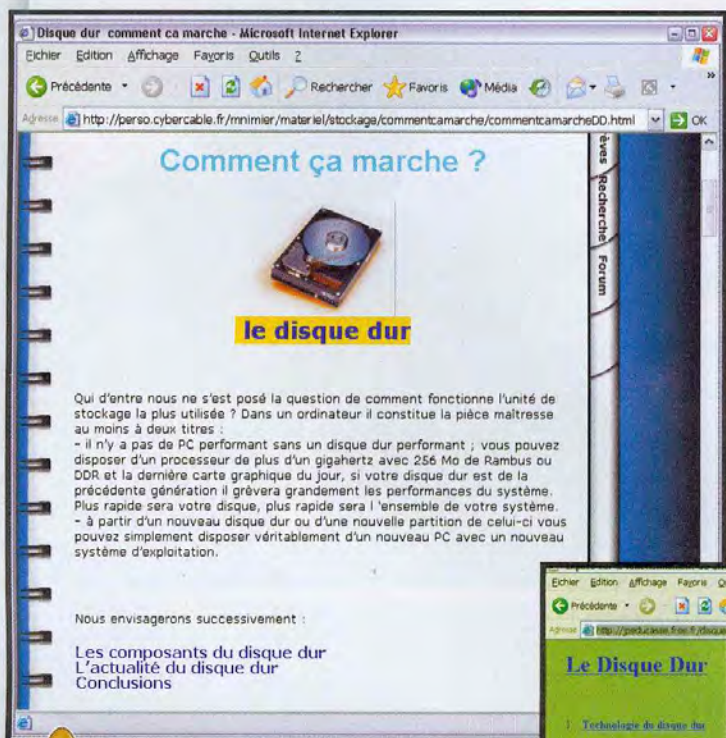 Disque dur comment ca marche - Microsoft Internet Explorer
Fichier Edition Affichage Favoris Outils ?
Précédente Rechercher Favoris Média
Adresse http://perso.cybercable.fr/mnimier/materiel/stockage/commentcamarche/commentcamarcheDD.html OK
èves Recherche Forum
Comment ça marche ?
le disque dur
Qui d'entre nous ne s'est posé la question de comment fonctionne l'unité de
stockage la plus utilisée ? Dans un ordinateur il constitue la pièce maîtresse
au moins à deux titres :
- il n'y a pas de PC performant sans un disque dur performant ; vous pouvez
disposer d'un processeur de plus d'un gigahertz avec 256 Mo de Rambus ou
DDR et la dernière carte graphique du jour, si votre disque dur est de la
précédente génération il grèvera grandement les performances du système.
Plus rapide sera votre disque, plus rapide sera l 'ensemble de votre système.
- à partir d'un nouveau disque dur ou d'une nouvelle partition de celui-ci vous
pouvez simplement disposer véritablement d'un nouveau PC avec un nouveau
système d'exploitation.
Nous envisagerons successivement :
Les composants du disque dur
L'actualité du disque dur
Conclusions
Fichier Edition Affichage Favoris
Précédente
Le Disque Dur
1 Technologie du disque dur